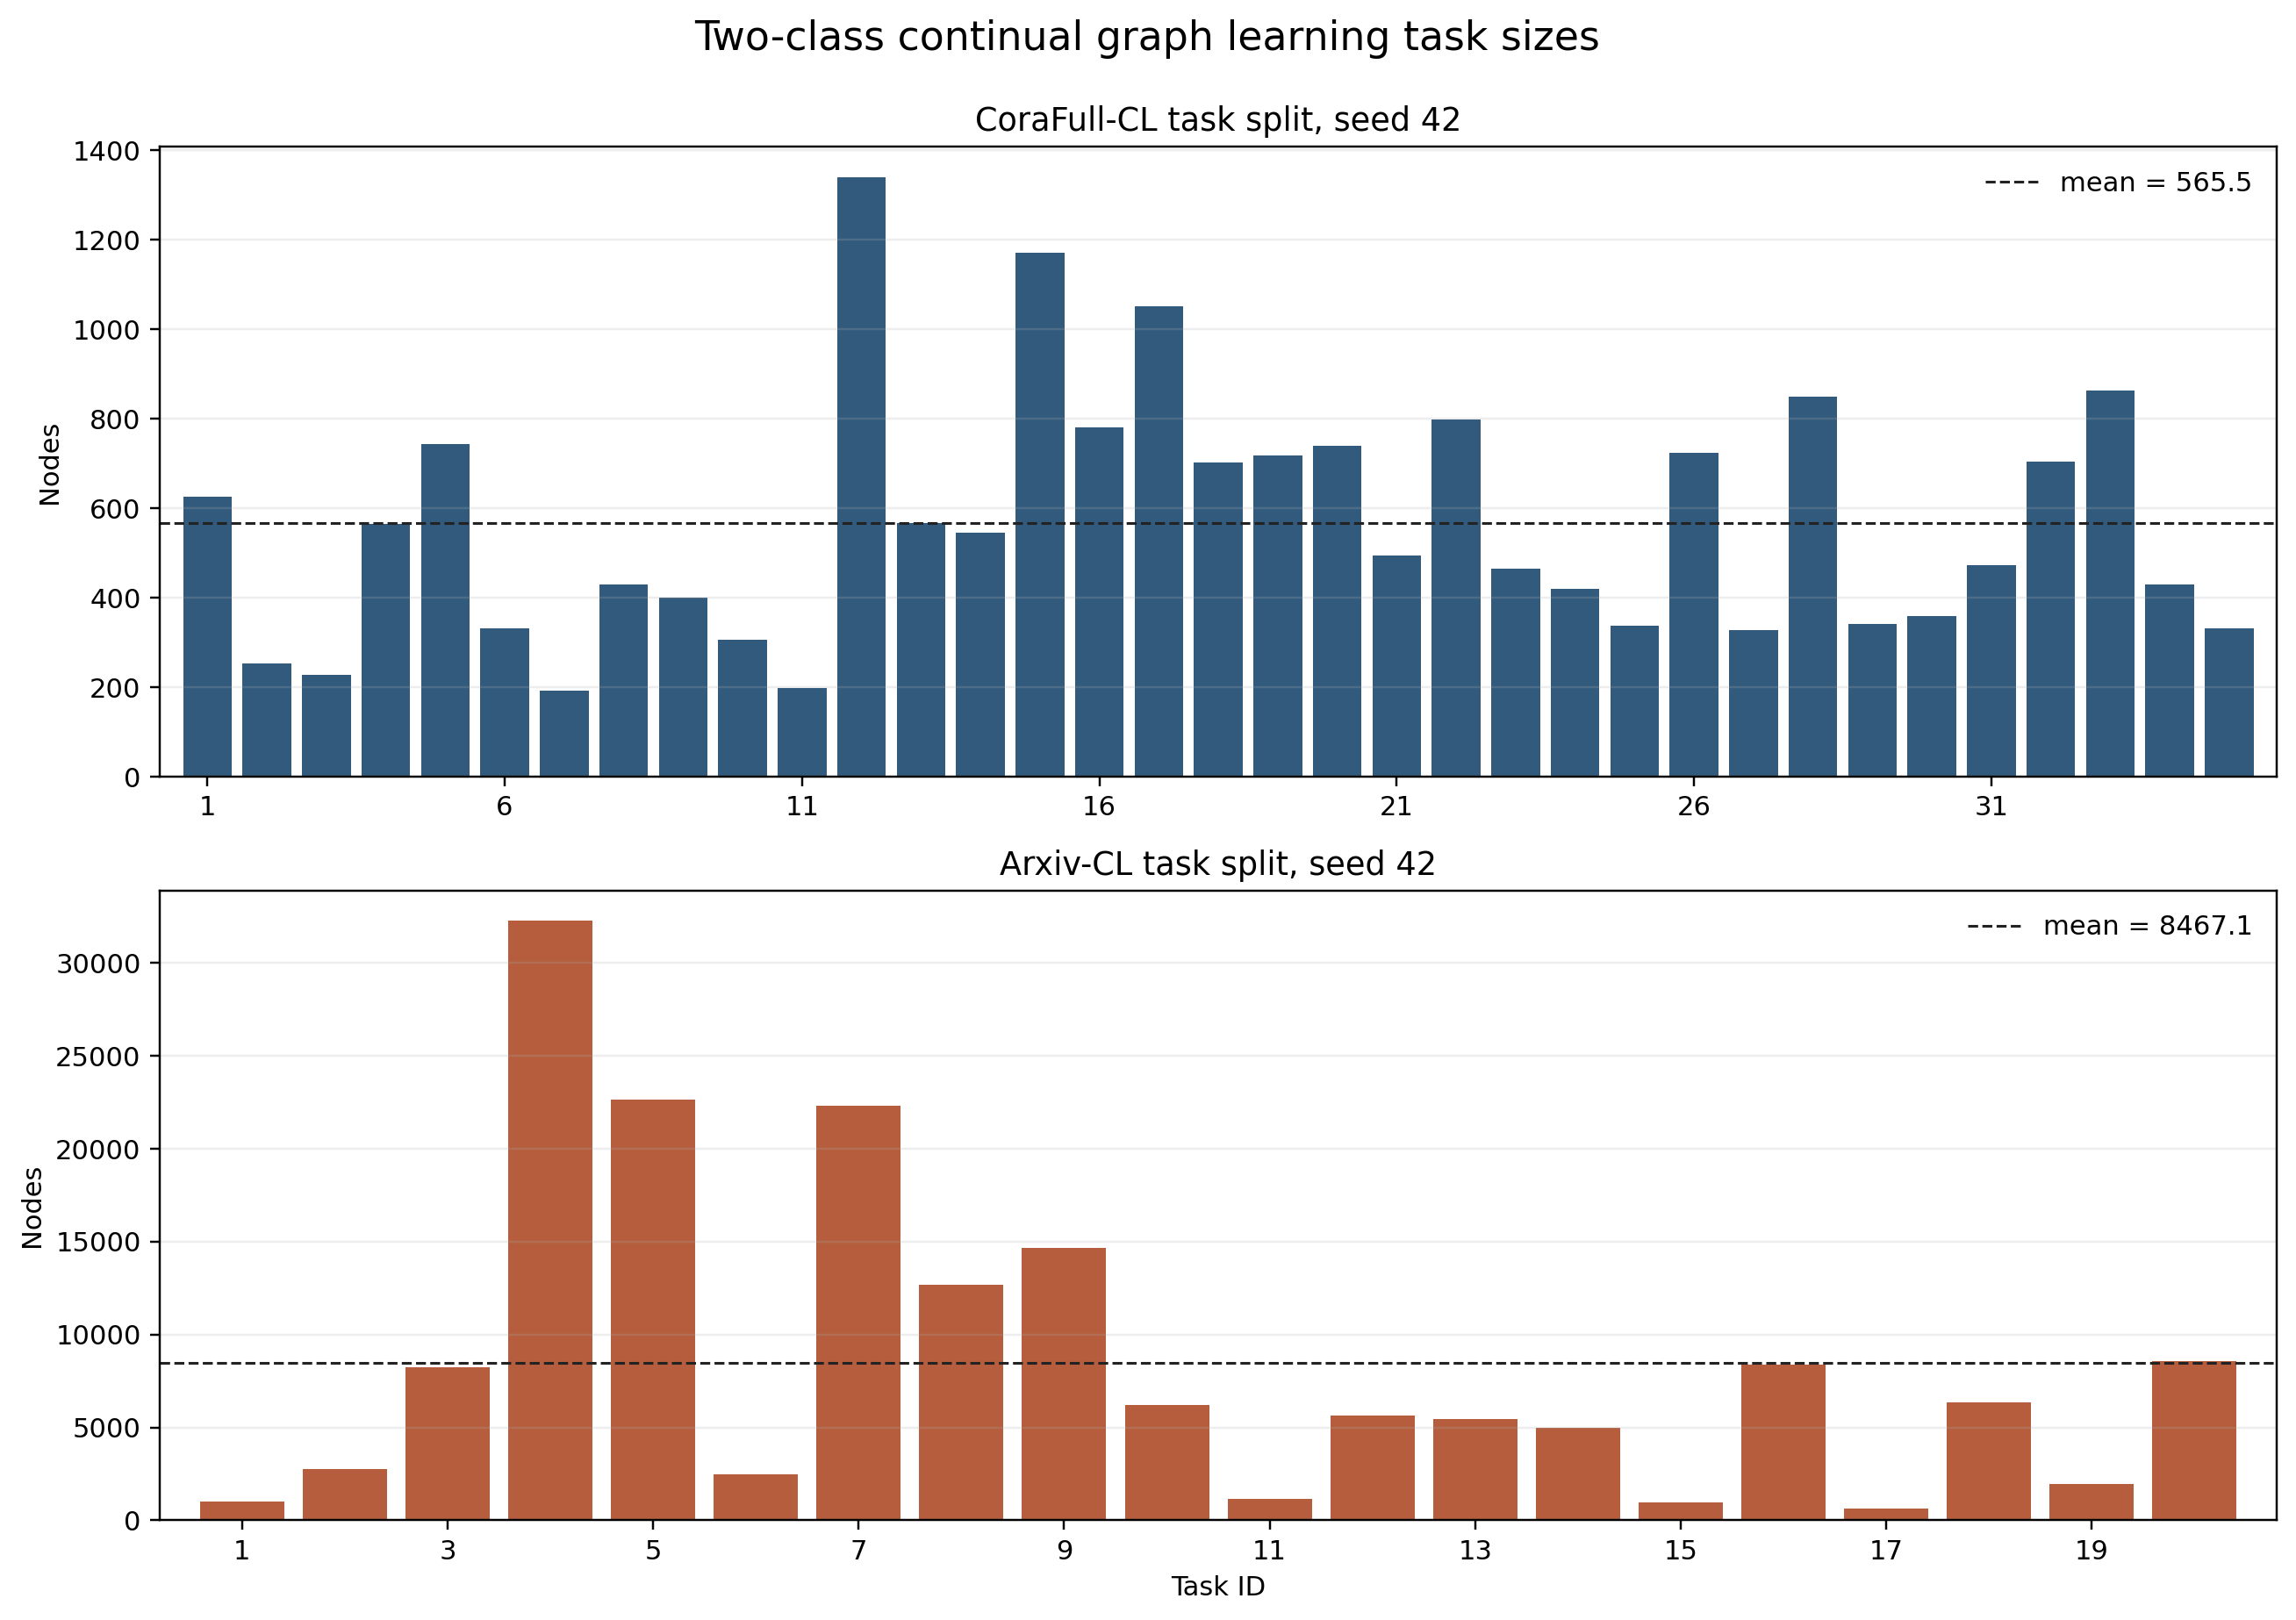 Two-class continual graph learning task sizes
CoraFull-CL task split, seed 42
1400
1200
1000
800
600
400
200
0
Nodes
mean = 565.5
1 6 11 16 21 26 31
Arxiv-CL task split, seed 42
30000
25000
20000
15000
10000
5000
0
Nodes
mean = 8467.1
1 3 5 7 9 11 13 15 17 19
Task ID